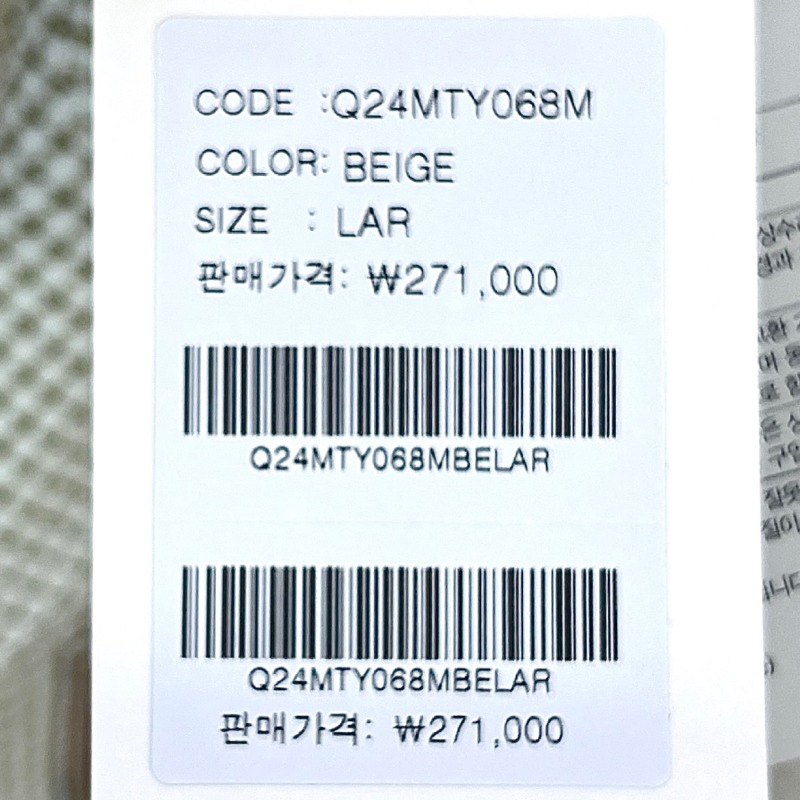 CODE :Q24MTY068M
COLOR: BEIGE
SIZE : LAR
판매가격: ₩271,000
Q24MTY068MBELAR
Q24MTY068MBELAR
판매가격: ₩271,000